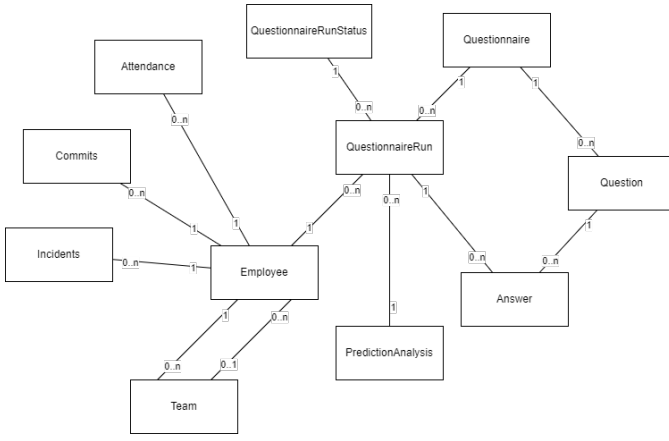 QuestionnaireRunStatus
Questionnaire
Attendance
1
1
1
0..n
0..n
0..n
Commits
QuestionnaireRun
0..n
Question
0..n
0..n
0..n
1
1
1
1
Incidents
0..n
1
1
Employee
0..n
0..n
Answer
1
0..n
1
PredictionAnalysis
0..n
0..1
Team